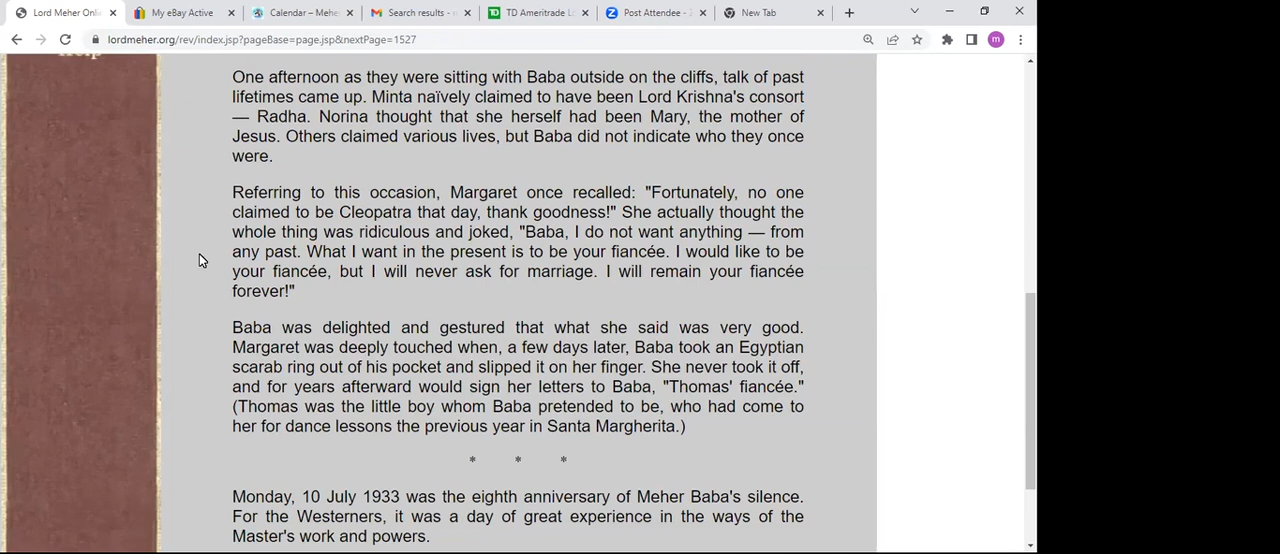 Lord Meher Onli
My eBay Active
Calendar – Mehe
Search results -
TD Ameritrade L
Post Attendee -
New Tab
lordmeher.org/rev/index.jsp?pageBase=page.jsp&nextPage=1527
m
Help
One afternoon as they were sitting with Baba outside on the cliffs, talk of past
lifetimes came up. Minta naïvely claimed to have been Lord Krishna's consort
— Radha. Norina thought that she herself had been Mary, the mother of
Jesus. Others claimed various lives, but Baba did not indicate who they once
were.
Referring to this occasion, Margaret once recalled: "Fortunately, no one
claimed to be Cleopatra that day, thank goodness!" She actually thought the
whole thing was ridiculous and joked, "Baba, I do not want anything — from
any past. What I want in the present is to be your fiancée. I would like to be
your fiancée, but I will never ask for marriage. I will remain your fiancée
forever!"
Baba was delighted and gestured that what she said was very good.
Margaret was deeply touched when, a few days later, Baba took an Egyptian
scarab ring out of his pocket and slipped it on her finger. She never took it off,
and for years afterward would sign her letters to Baba, "Thomas' fiancée."
(Thomas was the little boy whom Baba pretended to be, who had come to
her for dance lessons the previous year in Santa Margherita.)
* * *
Monday, 10 July 1933 was the eighth anniversary of Meher Baba's silence.
For the Westerners, it was a day of great experience in the ways of the
Master's work and powers.